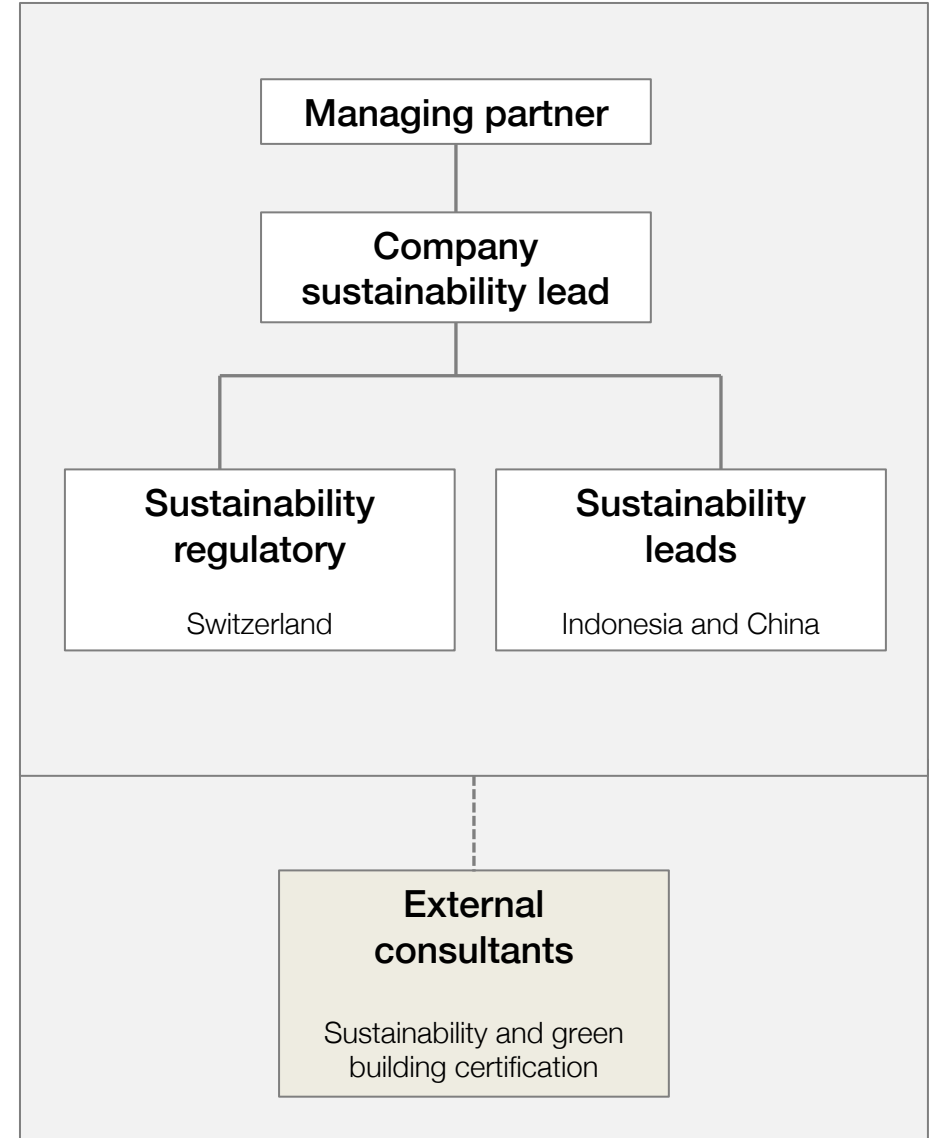 Managing partner
Company
sustainability lead
Sustainability
regulatory
Switzerland
Sustainability
leads
Indonesia and China
External
consultants
Sustainability and green
building certification